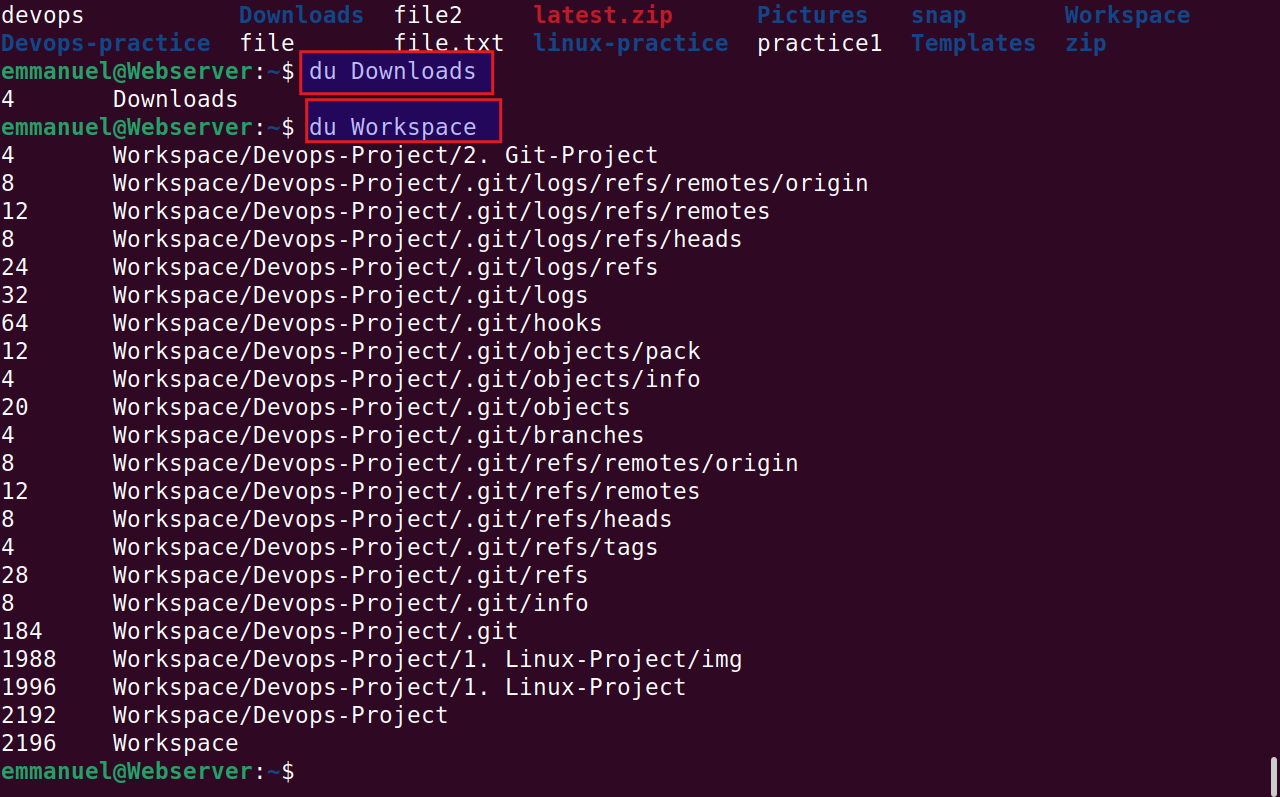 devops Downloads file2 latest.zip Pictures snap Workspace
Devops-practice file file.txt linux-practice practice1 Templates zip
emmanuel@Webserver:~$ du Downloads
4 Downloads
emmanuel@Webserver:~$ du Workspace
4 Workspace/Devops-Project/2. Git-Project
8 Workspace/Devops-Project/.git/logs/refs/remotes/origin
12 Workspace/Devops-Project/.git/logs/refs/remotes
8 Workspace/Devops-Project/.git/logs/refs/heads
24 Workspace/Devops-Project/.git/logs/refs
32 Workspace/Devops-Project/.git/logs
64 Workspace/Devops-Project/.git/hooks
12 Workspace/Devops-Project/.git/objects/pack
4 Workspace/Devops-Project/.git/objects/info
20 Workspace/Devops-Project/.git/objects
4 Workspace/Devops-Project/.git/branches
8 Workspace/Devops-Project/.git/refs/remotes/origin
12 Workspace/Devops-Project/.git/refs/remotes
8 Workspace/Devops-Project/.git/refs/heads
4 Workspace/Devops-Project/.git/refs/tags
28 Workspace/Devops-Project/.git/refs
8 Workspace/Devops-Project/.git/info
184 Workspace/Devops-Project/.git
1988 Workspace/Devops-Project/1. Linux-Project/img
1996 Workspace/Devops-Project/1. Linux-Project
2192 Workspace/Devops-Project
2196 Workspace
emmanuel@Webserver:~$